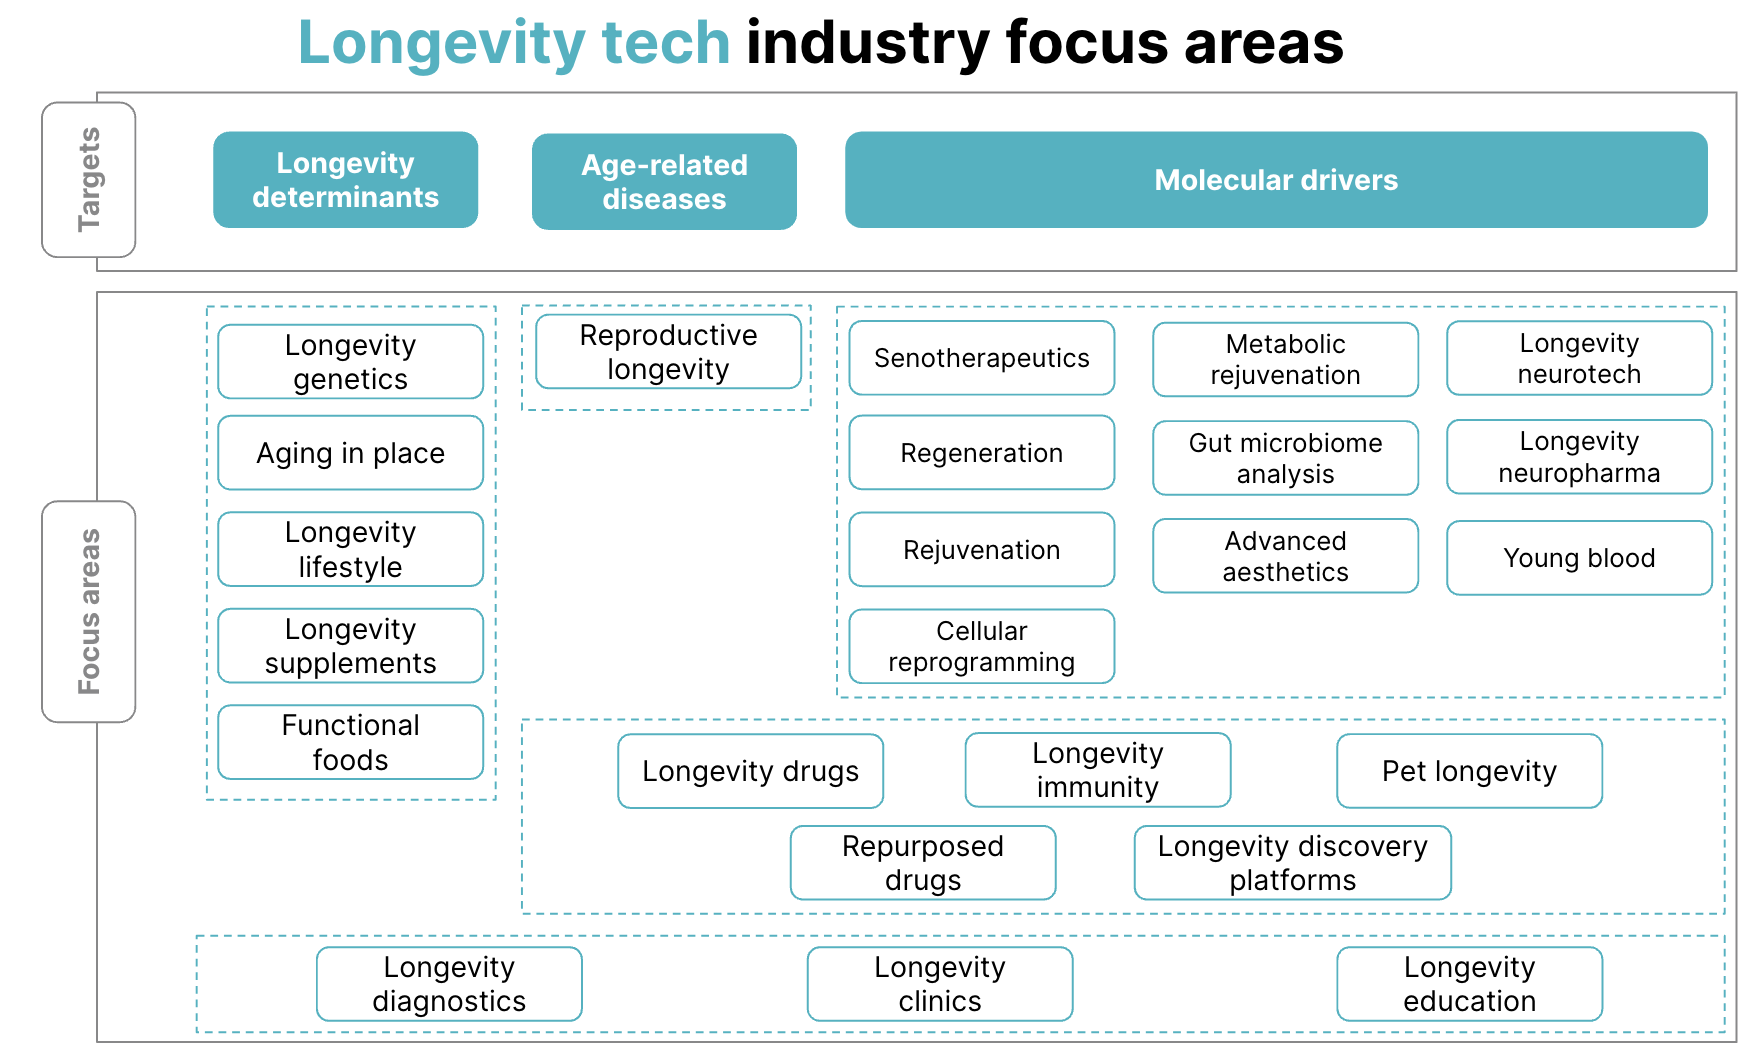 Longevity tech industry focus areas
Targets
Longevity
determinants
Age-related
diseases
Molecular drivers
Focus areas
Longevity
genetics
Aging in place
Longevity
lifestyle
Longevity
supplements
Functional
foods
Reproductive
longevity
Senotherapeutics
Regeneration
Rejuvenation
Cellular
reprogramming
Metabolic
rejuvenation
Gut microbiome
analysis
Advanced
aesthetics
Longevity
neurotech
Longevity
neuropharma
Young blood
Longevity drugs
Longevity
immunity
Pet longevity
Repurposed
drugs
Longevity discovery
platforms
Longevity
diagnostics
Longevity
clinics
Longevity
education